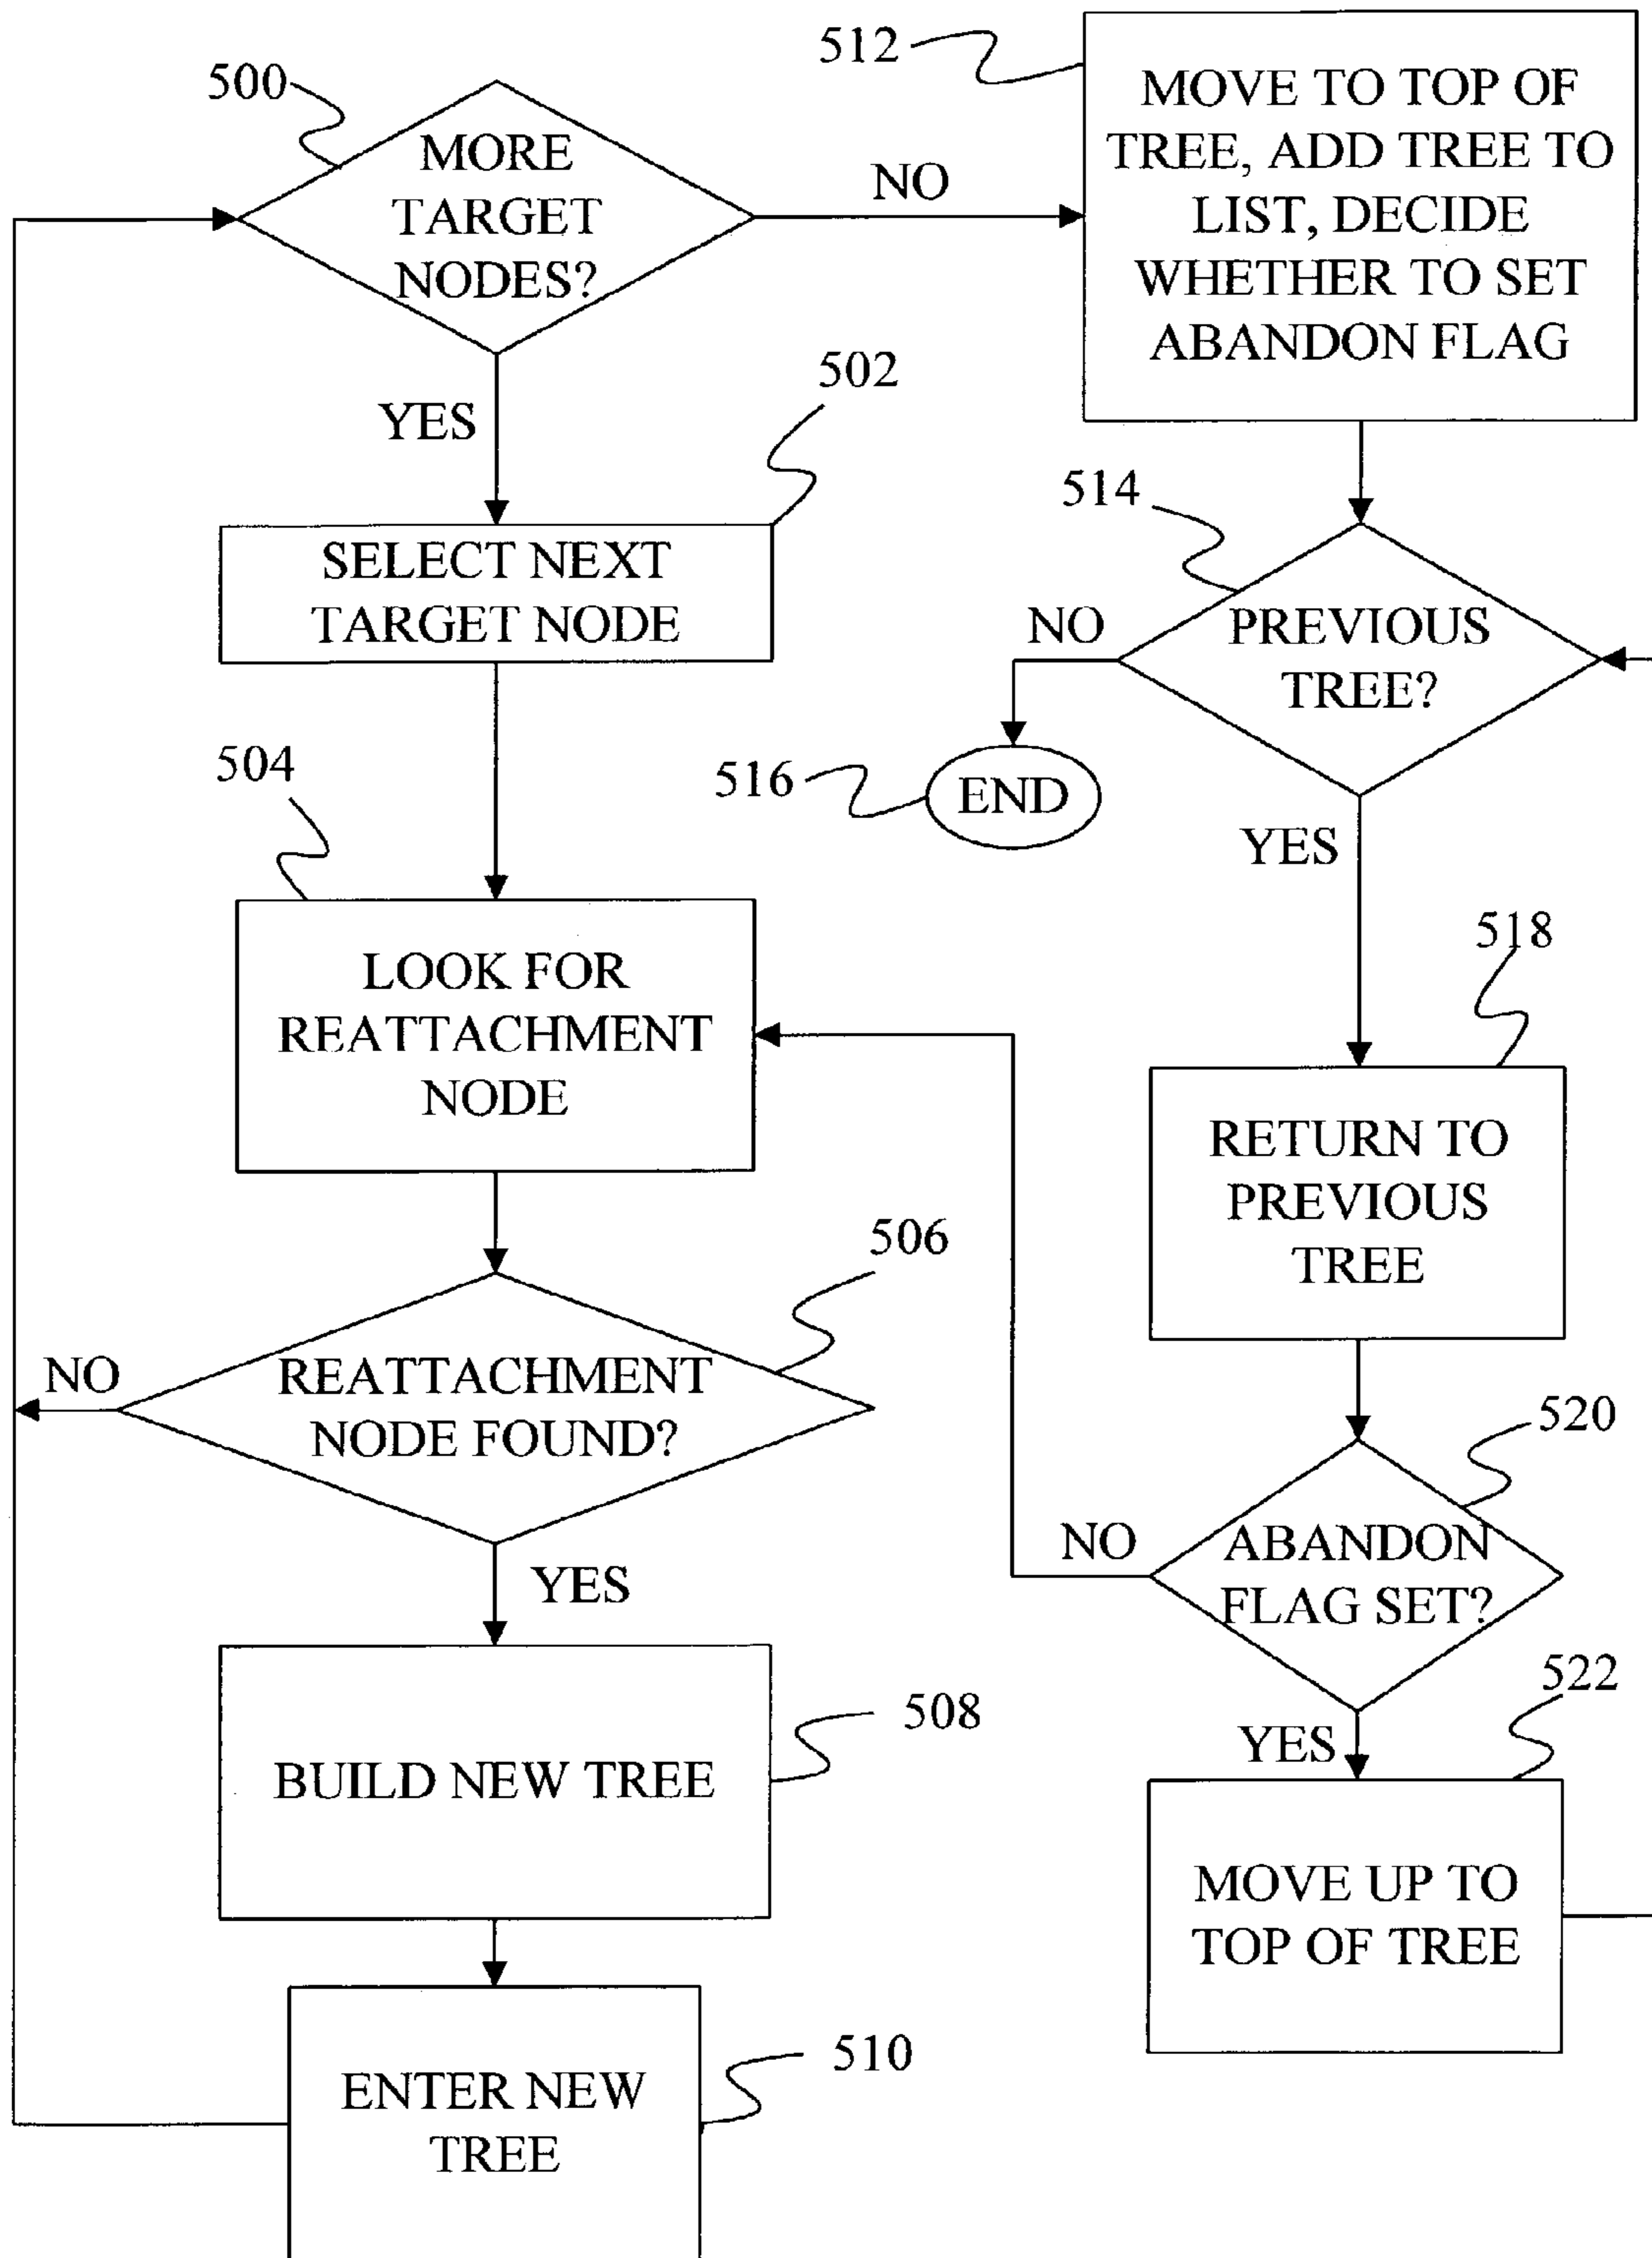 500
MORE
TARGET
NODES?
NO
YES
512
MOVE TO TOP OF
TREE, ADD TREE TO
LIST, DECIDE
WHETHER TO SET
ABANDON FLAG
502
SELECT NEXT
TARGET NODE
514
PREVIOUS
TREE?
NO
516
END
YES
504
LOOK FOR
REATTACHMENT
NODE
518
RETURN TO
PREVIOUS
TREE
506
REATTACHMENT
NODE FOUND?
NO
YES
520
ABANDON
FLAG SET?
NO
YES
508
BUILD NEW TREE
522
MOVE UP TO
TOP OF TREE
510
ENTER NEW
TREE